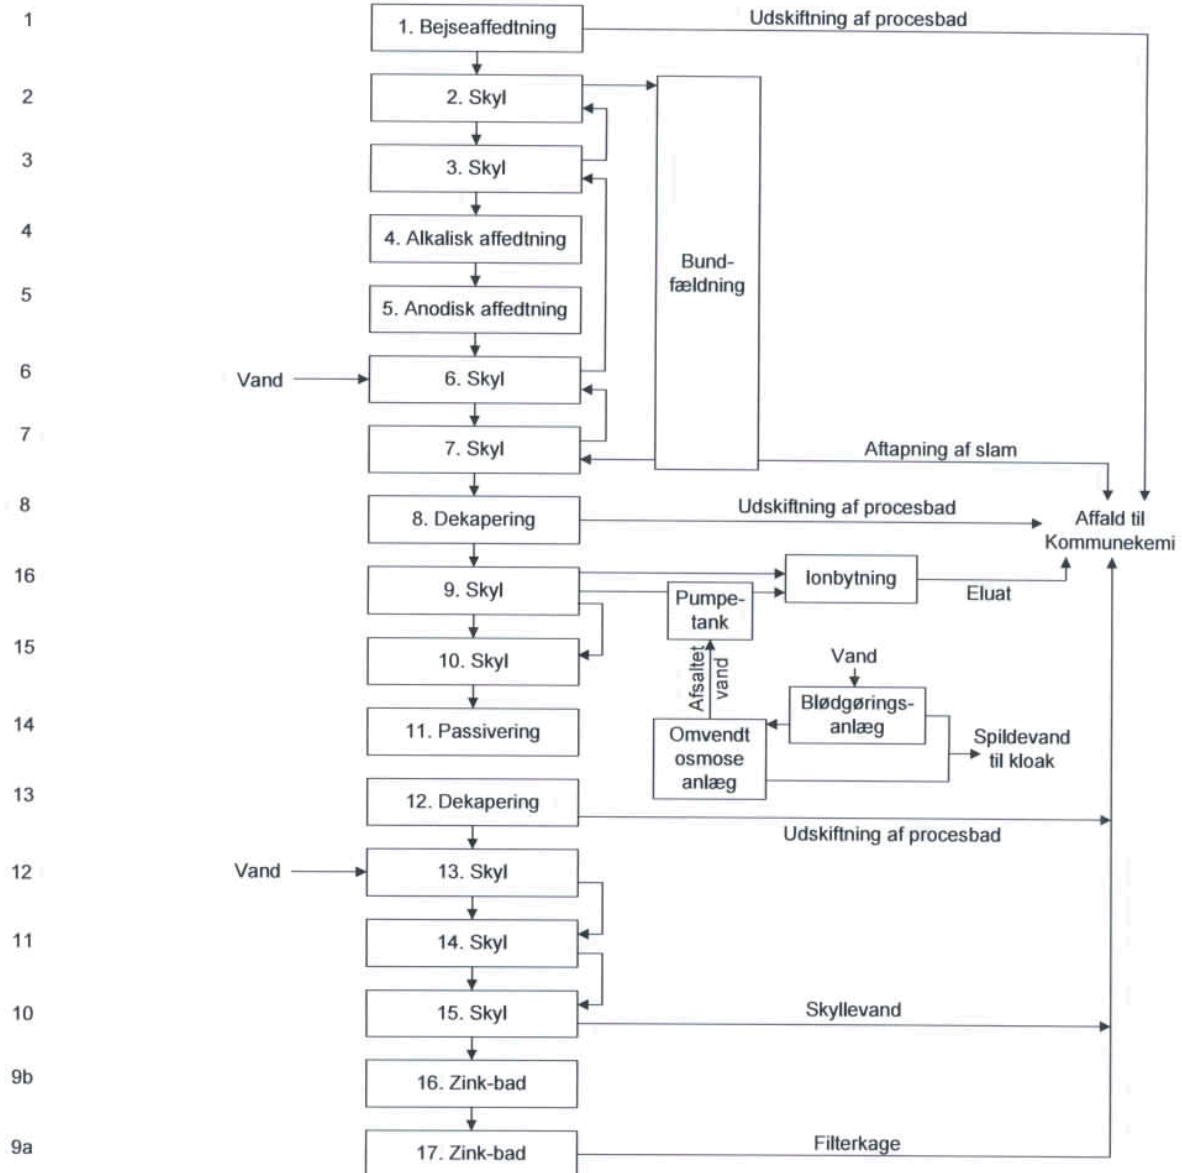 1
1. Bejseaffedtning
Udskiftning af procesbad
2
2. Skyl
3
3. Skyl
4
4. Alkalisk affedtning
Bund-
fældning
5
5. Anodisk affedtning
6
Vand
6. Skyl
7
7. Skyl
Aftapning af slam
8
8. Dekapering
Udskiftning af procesbad
Affald til
Kommunekemi
16
9. Skyl
Ionbytning
Eluat
Pumpe-
tank
15
10. Skyl
Afsaltet
vand
Vand
Blødgørings-
anlæg
14
11. Passivering
Omvendt
osmose
anlæg
Spildevand
til kloak
13
12. Dekapering
Udskiftning af procesbad
12
Vand
13. Skyl
11
14. Skyl
10
15. Skyl
Skyllevand
9b
16. Zink-bad
9a
17. Zink-bad
Filterkage